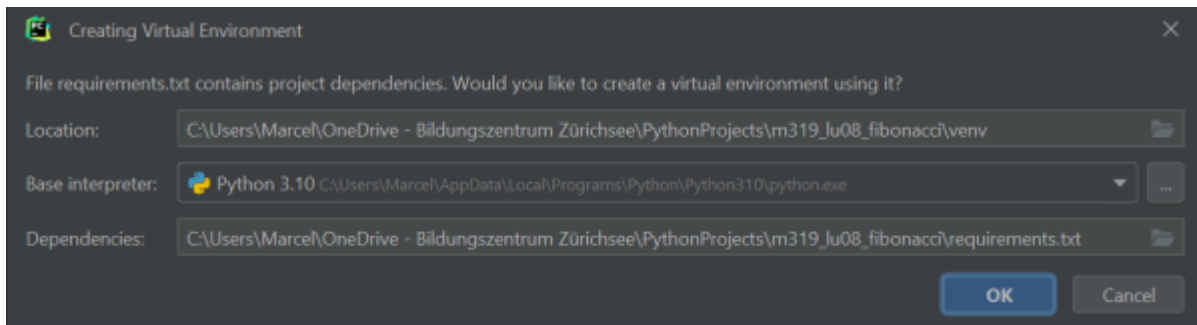 PC
Creating Virtual Environment
File requirements.txt contains project dependencies. Would you like to create a virtual environment using it?
Location: C:\Users\Marcel\OneDrive - Bildungszentrum Zürichsee\PythonProjects\m319_lu08_fibonacci\venv
Base interpreter: Python 3.10 C:\Users\Marcel\AppData\Local\Programs\Python\Python310\python.exe ...
Dependencies: C:\Users\Marcel\OneDrive - Bildungszentrum Zürichsee\PythonProjects\m319_lu08_fibonacci\requirements.txt
OK Cancel